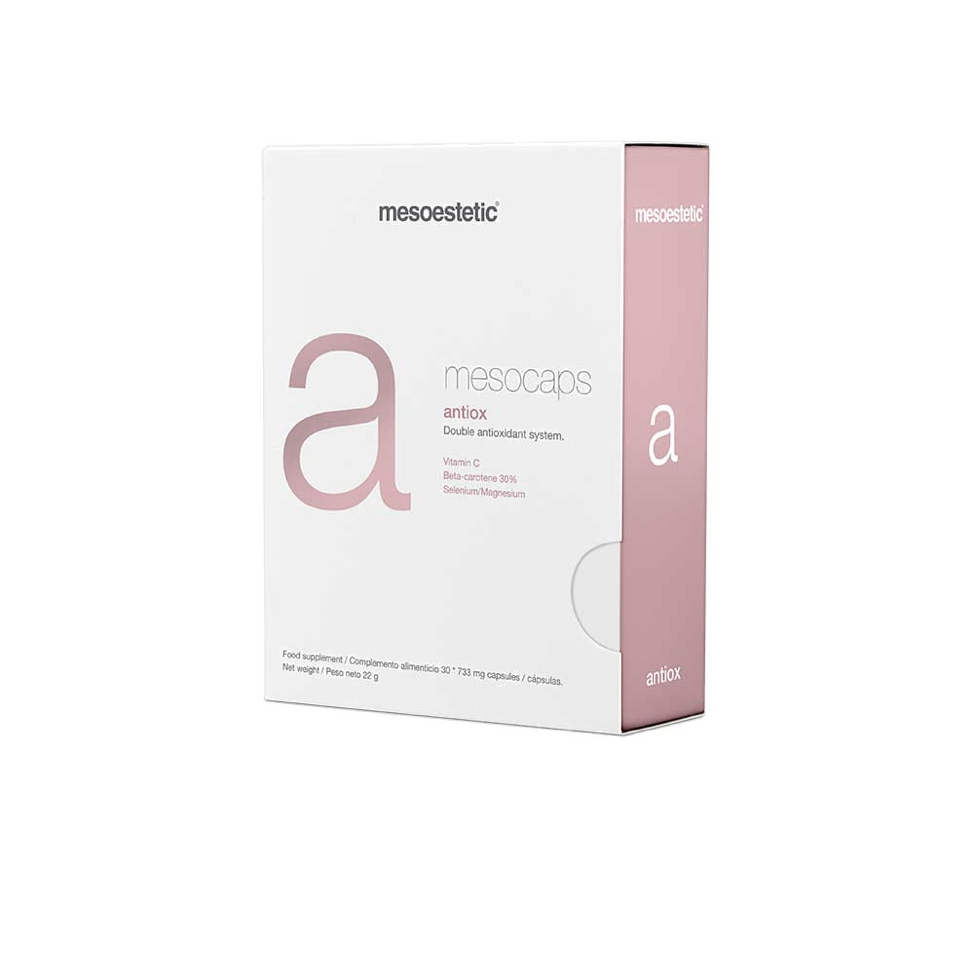 mesoestetic®
a
mesocaps
antiox
Double antioxidant system.
Vitamin C
Beta-carotene 30%
Selenium/Magnesium
Food supplement / Complemento alimenticio 30 * 733 mg capsules / cápsulas.
Net weight / Peso neto 22 g
mesoestetic®
a
antiox